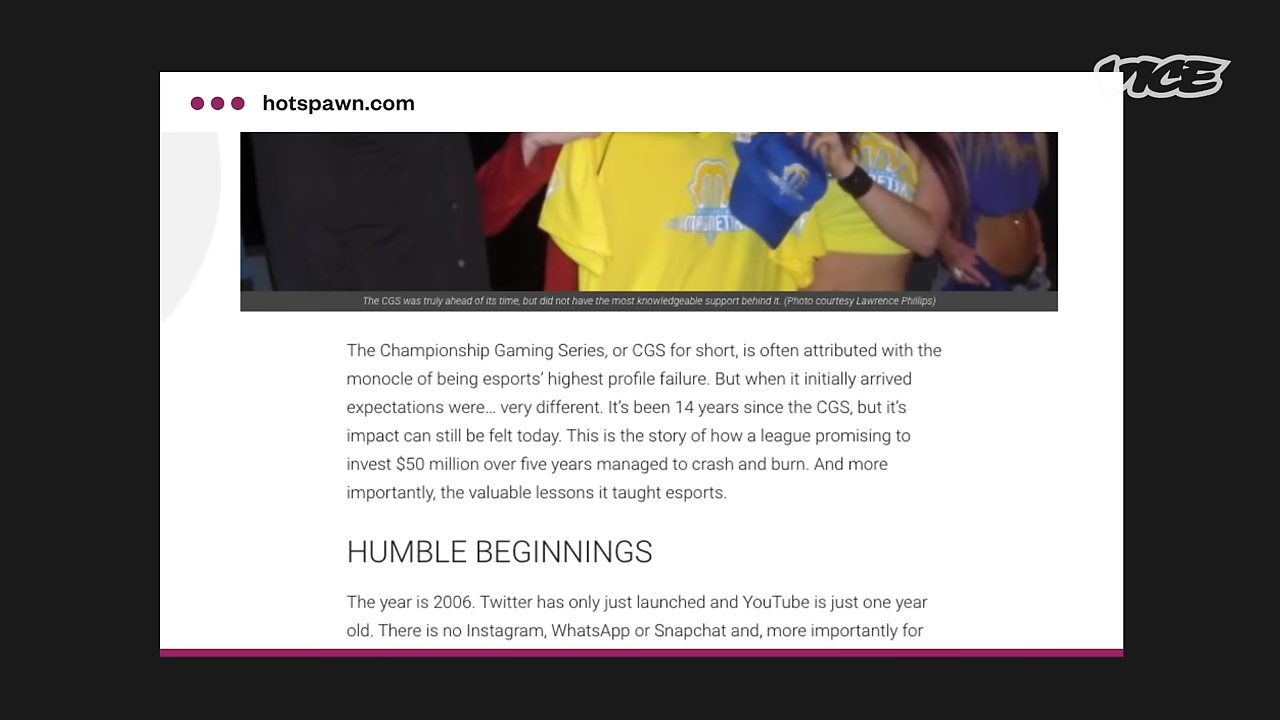 VICE
hotspawn.com
The CGS was truly ahead of its time, but did not have the most knowledgeable support behind it. (Photo courtesy Lawrence Phillips)
The Championship Gaming Series, or CGS for short, is often attributed with the
monocle of being esports’ highest profile failure. But when it initially arrived
expectations were… very different. It’s been 14 years since the CGS, but it’s
impact can still be felt today. This is the story of how a league promising to
invest $50 million over five years managed to crash and burn. And more
importantly, the valuable lessons it taught esports.
HUMBLE BEGINNINGS
The year is 2006. Twitter has only just launched and YouTube is just one year
old. There is no Instagram, WhatsApp or Snapchat and, more importantly for